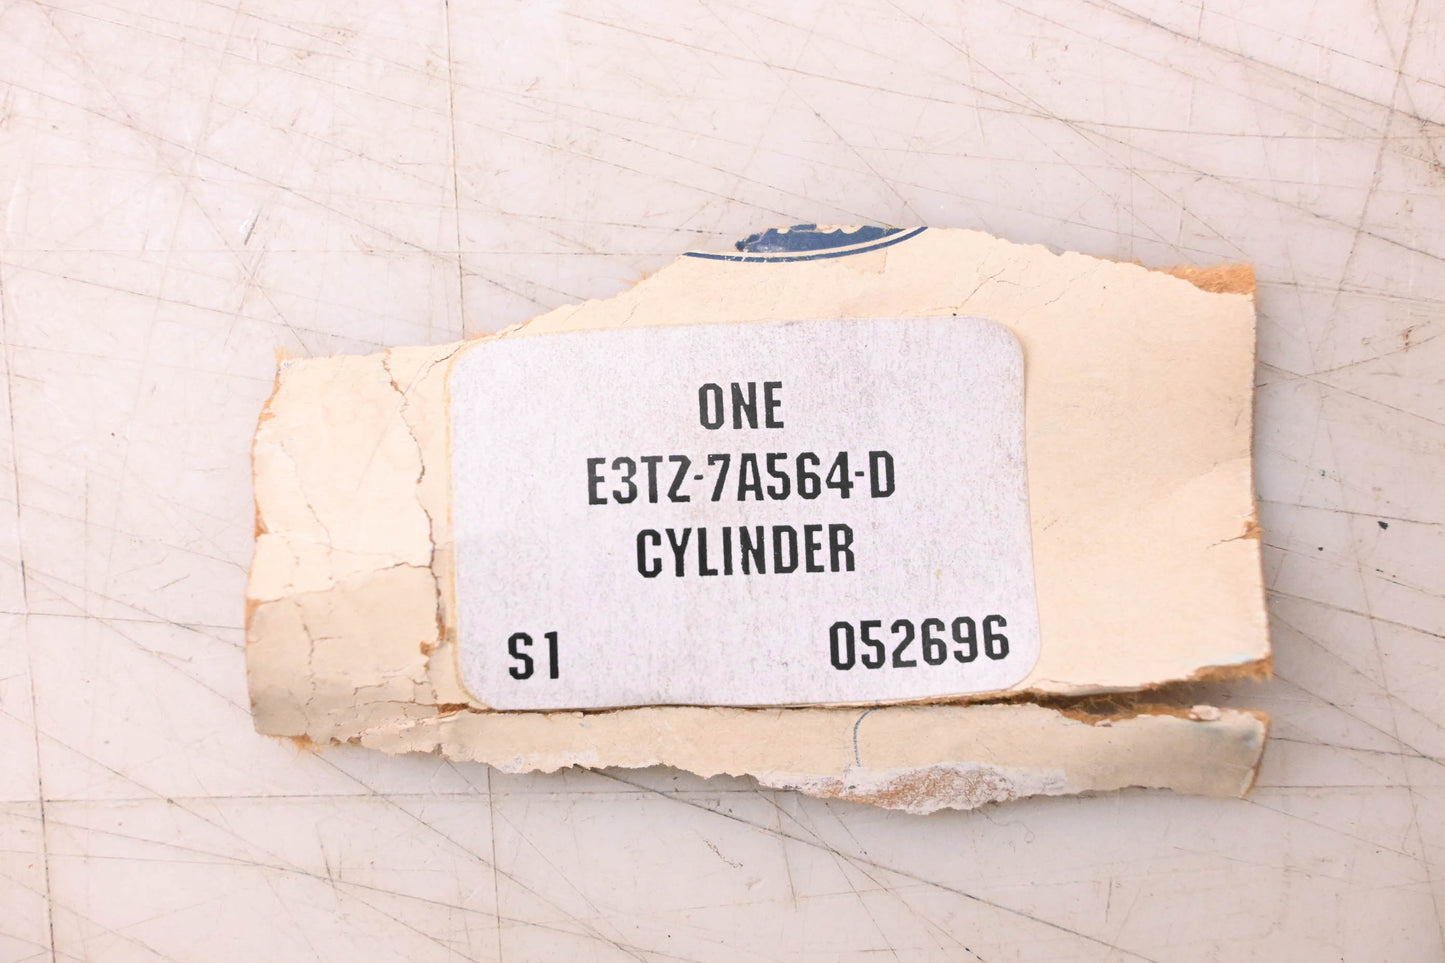 ONE
E3TZ-7A564-D
CYLINDER
S1 052696